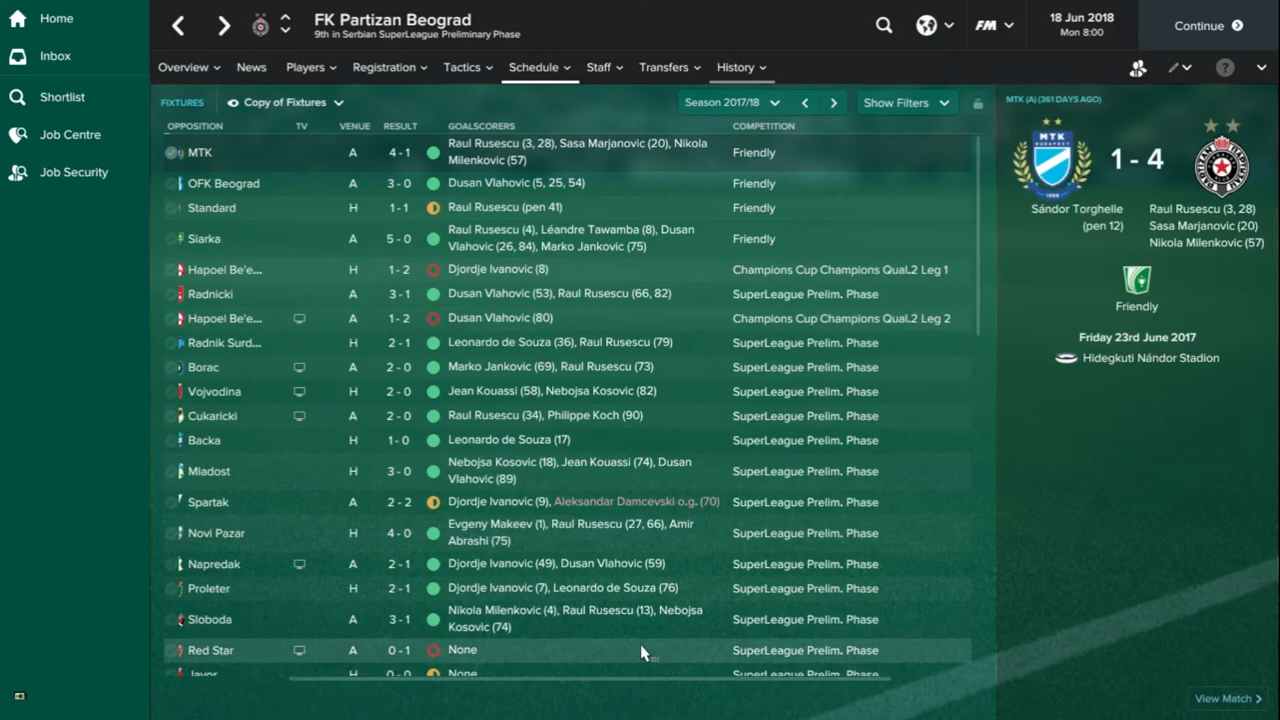 Home
Inbox
Shortlist
Job Centre
Job Security
FK Partizan Beograd
9th in Serbian SuperLeague Preliminary Phase
FM
18 Jun 2018
Mon 8:00
Continue
Overview
News
Players
Registration
Tactics
Schedule
Staff
Transfers
History
?
FIXTURES
Copy of Fixtures
Season 2017/18
Show Filters
OPPOSITION TV VENUE RESULT GOALSCORERS COMPETITION
MTK A 4-1 Raul Rusescu (3, 28), Sasa Marjanovic (20), Nikola Milenkovic (57) Friendly
OFK Beograd A 3-0 Dusan Vlahovic (5, 25, 54) Friendly
Standard H 1-1 Raul Rusescu (pen 41) Friendly
Siarka A 5-0 Raul Rusescu (4), Léandre Tawamba (8), Dusan Vlahovic (26, 84), Marko Jankovic (75) Friendly
Hapoel Be'e... H 1-2 Djordje Ivanovic (8) Champions Cup Champions Qual.2 Leg 1
Radnicki A 3-1 Dusan Vlahovic (53), Raul Rusescu (66, 82) SuperLeague Prelim. Phase
Hapoel Be'e... A 1-2 Dusan Vlahovic (80) Champions Cup Champions Qual.2 Leg 2
Radnik Surd... H 2-1 Leonardo de Souza (36), Raul Rusescu (79) SuperLeague Prelim. Phase
Borac A 2-0 Marko Jankovic (69), Raul Rusescu (73) SuperLeague Prelim. Phase
Vojvodina H 2-0 Jean Kouassi (58), Nebojsa Kosovic (82) SuperLeague Prelim. Phase
Cukaricki A 2-0 Raul Rusescu (34), Philippe Koch (90) SuperLeague Prelim. Phase
Backa H 1-0 Leonardo de Souza (17) SuperLeague Prelim. Phase
Mladost H 3-0 Nebojsa Kosovic (18), Jean Kouassi (74), Dusan Vlahovic (89) SuperLeague Prelim. Phase
Spartak A 2-2 Djordje Ivanovic (9), Aleksandar Damcevski o.g. (70) SuperLeague Prelim. Phase
Novi Pazar H 4-0 Evgeny Makeev (1), Raul Rusescu (27, 66), Amir Abrashi (75) SuperLeague Prelim. Phase
Napredak A 2-1 Djordje Ivanovic (49), Dusan Vlahovic (59) SuperLeague Prelim. Phase
Proleter H 2-1 Djordje Ivanovic (7), Leonardo de Souza (76) SuperLeague Prelim. Phase
Sloboda A 3-1 Nikola Milenkovic (4), Raul Rusescu (13), Nebojsa Kosovic (74) SuperLeague Prelim. Phase
Red Star A 0-1 None SuperLeague Prelim. Phase
Javor H 0-0 None SuperLeague Prelim. Phase
MTK (A) (361 DAYS AGO)
MTK
BUDAPEST
1888
1 - 4
Sándor Torghelle
(pen 12)
Raul Rusescu (3, 28)
Sasa Marjanovic (20)
Nikola Milenkovic (57)
Friendly
Friday 23rd June 2017
Hidegkuti Nándor Stadion
View Match